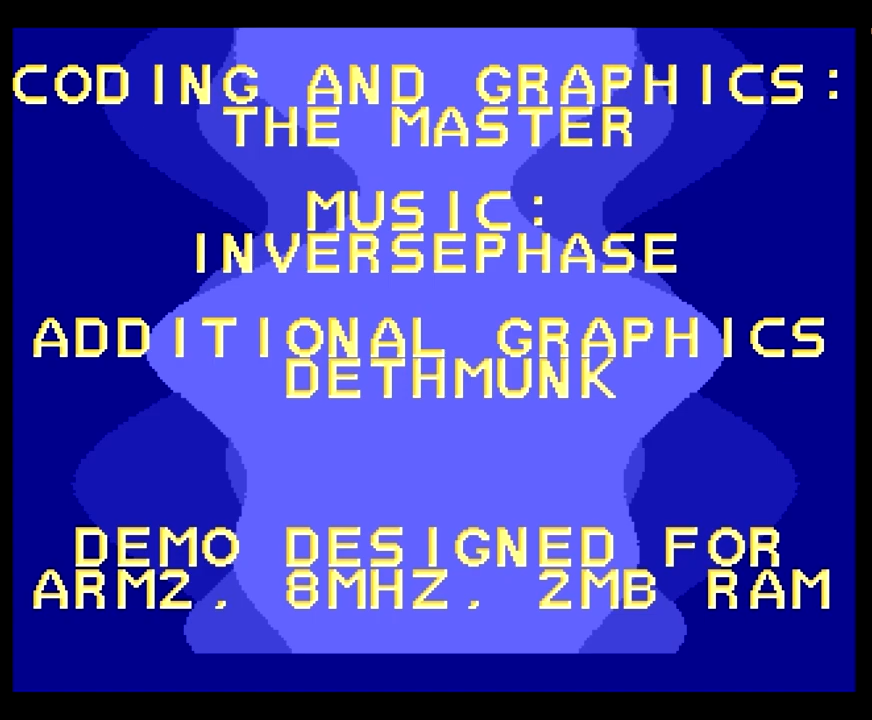 CODING AND GRAPHICS:
THE MASTER
MUSIC:
INVERSEPHASE
ADDITIONAL GRAPHICS
DETHMUNK
DEMO DESIGNED FOR
ARM2, 8MHZ, 2MB RAM